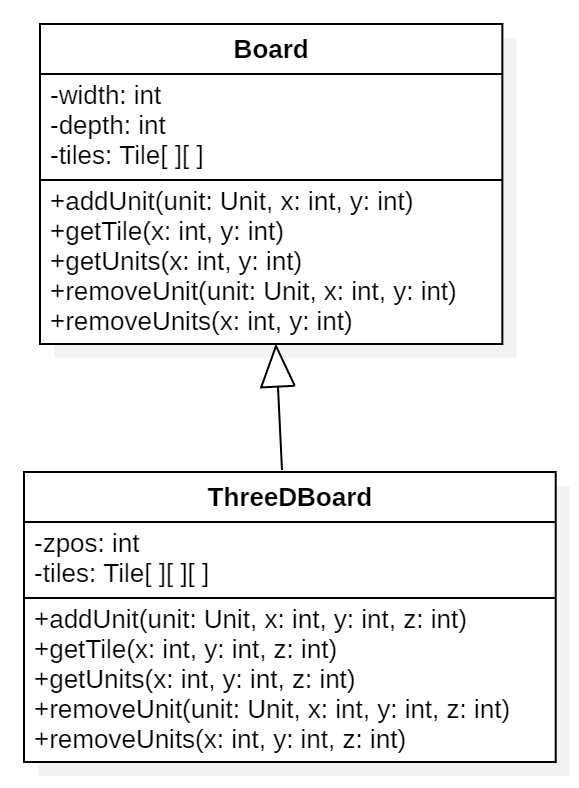 Board
-width: int
-depth: int
-tiles: Tile[ ][ ]
+addUnit(unit: Unit, x: int, y: int)
+getTile(x: int, y: int)
+getUnits(x: int, y: int)
+removeUnit(unit: Unit, x: int, y: int)
+removeUnits(x: int, y: int)
ThreeDBoard
-zpos: int
-tiles: Tile[ ][ ][ ]
+addUnit(unit: Unit, x: int, y: int, z: int)
+getTile(x: int, y: int, z: int)
+getUnits(x: int, y: int, z: int)
+removeUnit(unit: Unit, x: int, y: int, z: int)
+removeUnits(x: int, y: int, z: int)